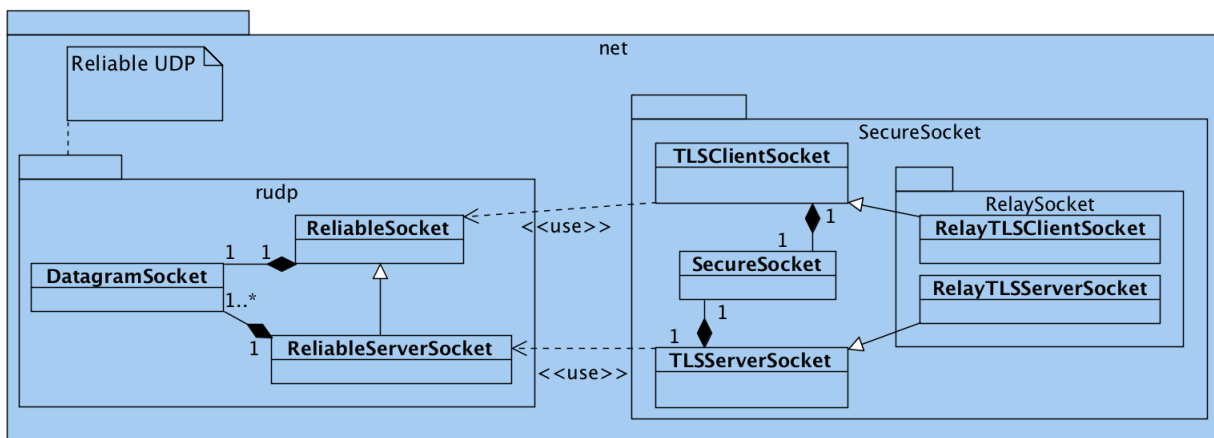 net
Reliable UDP
SecureSocket
TLSClientSocket
rudp
RelaySocket
ReliableSocket
<<use>>
1
RelayTLSClientSocket
1
1
1
SecureSocket
DatagramSocket
RelayTLSServerSocket
1..*
1
1
1
ReliableServerSocket
TLSServerSocket
<<use>>